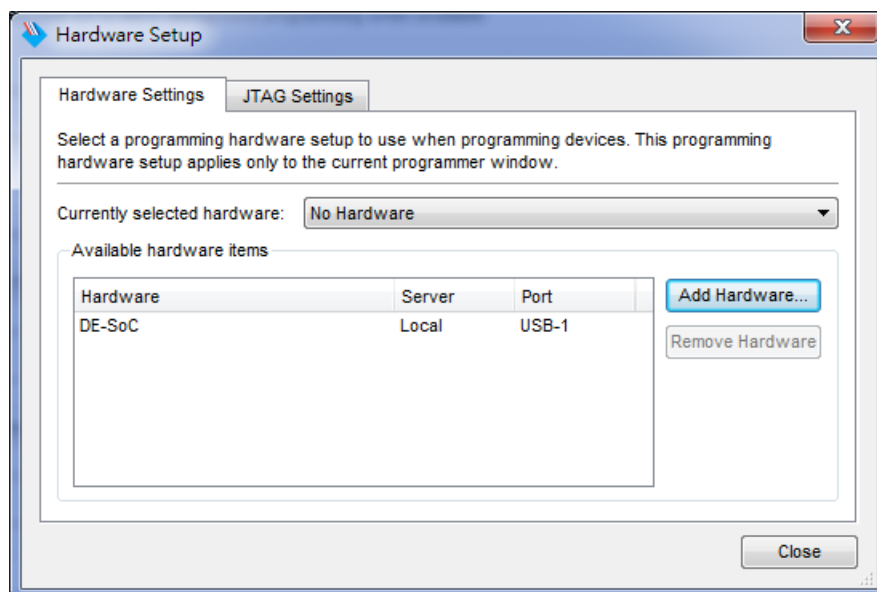 Hardware Setup
Hardware Settings
JTAG Settings
Select a programming hardware setup to use when programming devices. This programming
hardware setup applies only to the current programmer window.
Currently selected hardware: No Hardware
Available hardware items
Hardware Server Port
DE-SoC Local USB-1
Add Hardware...
Remove Hardware
Close